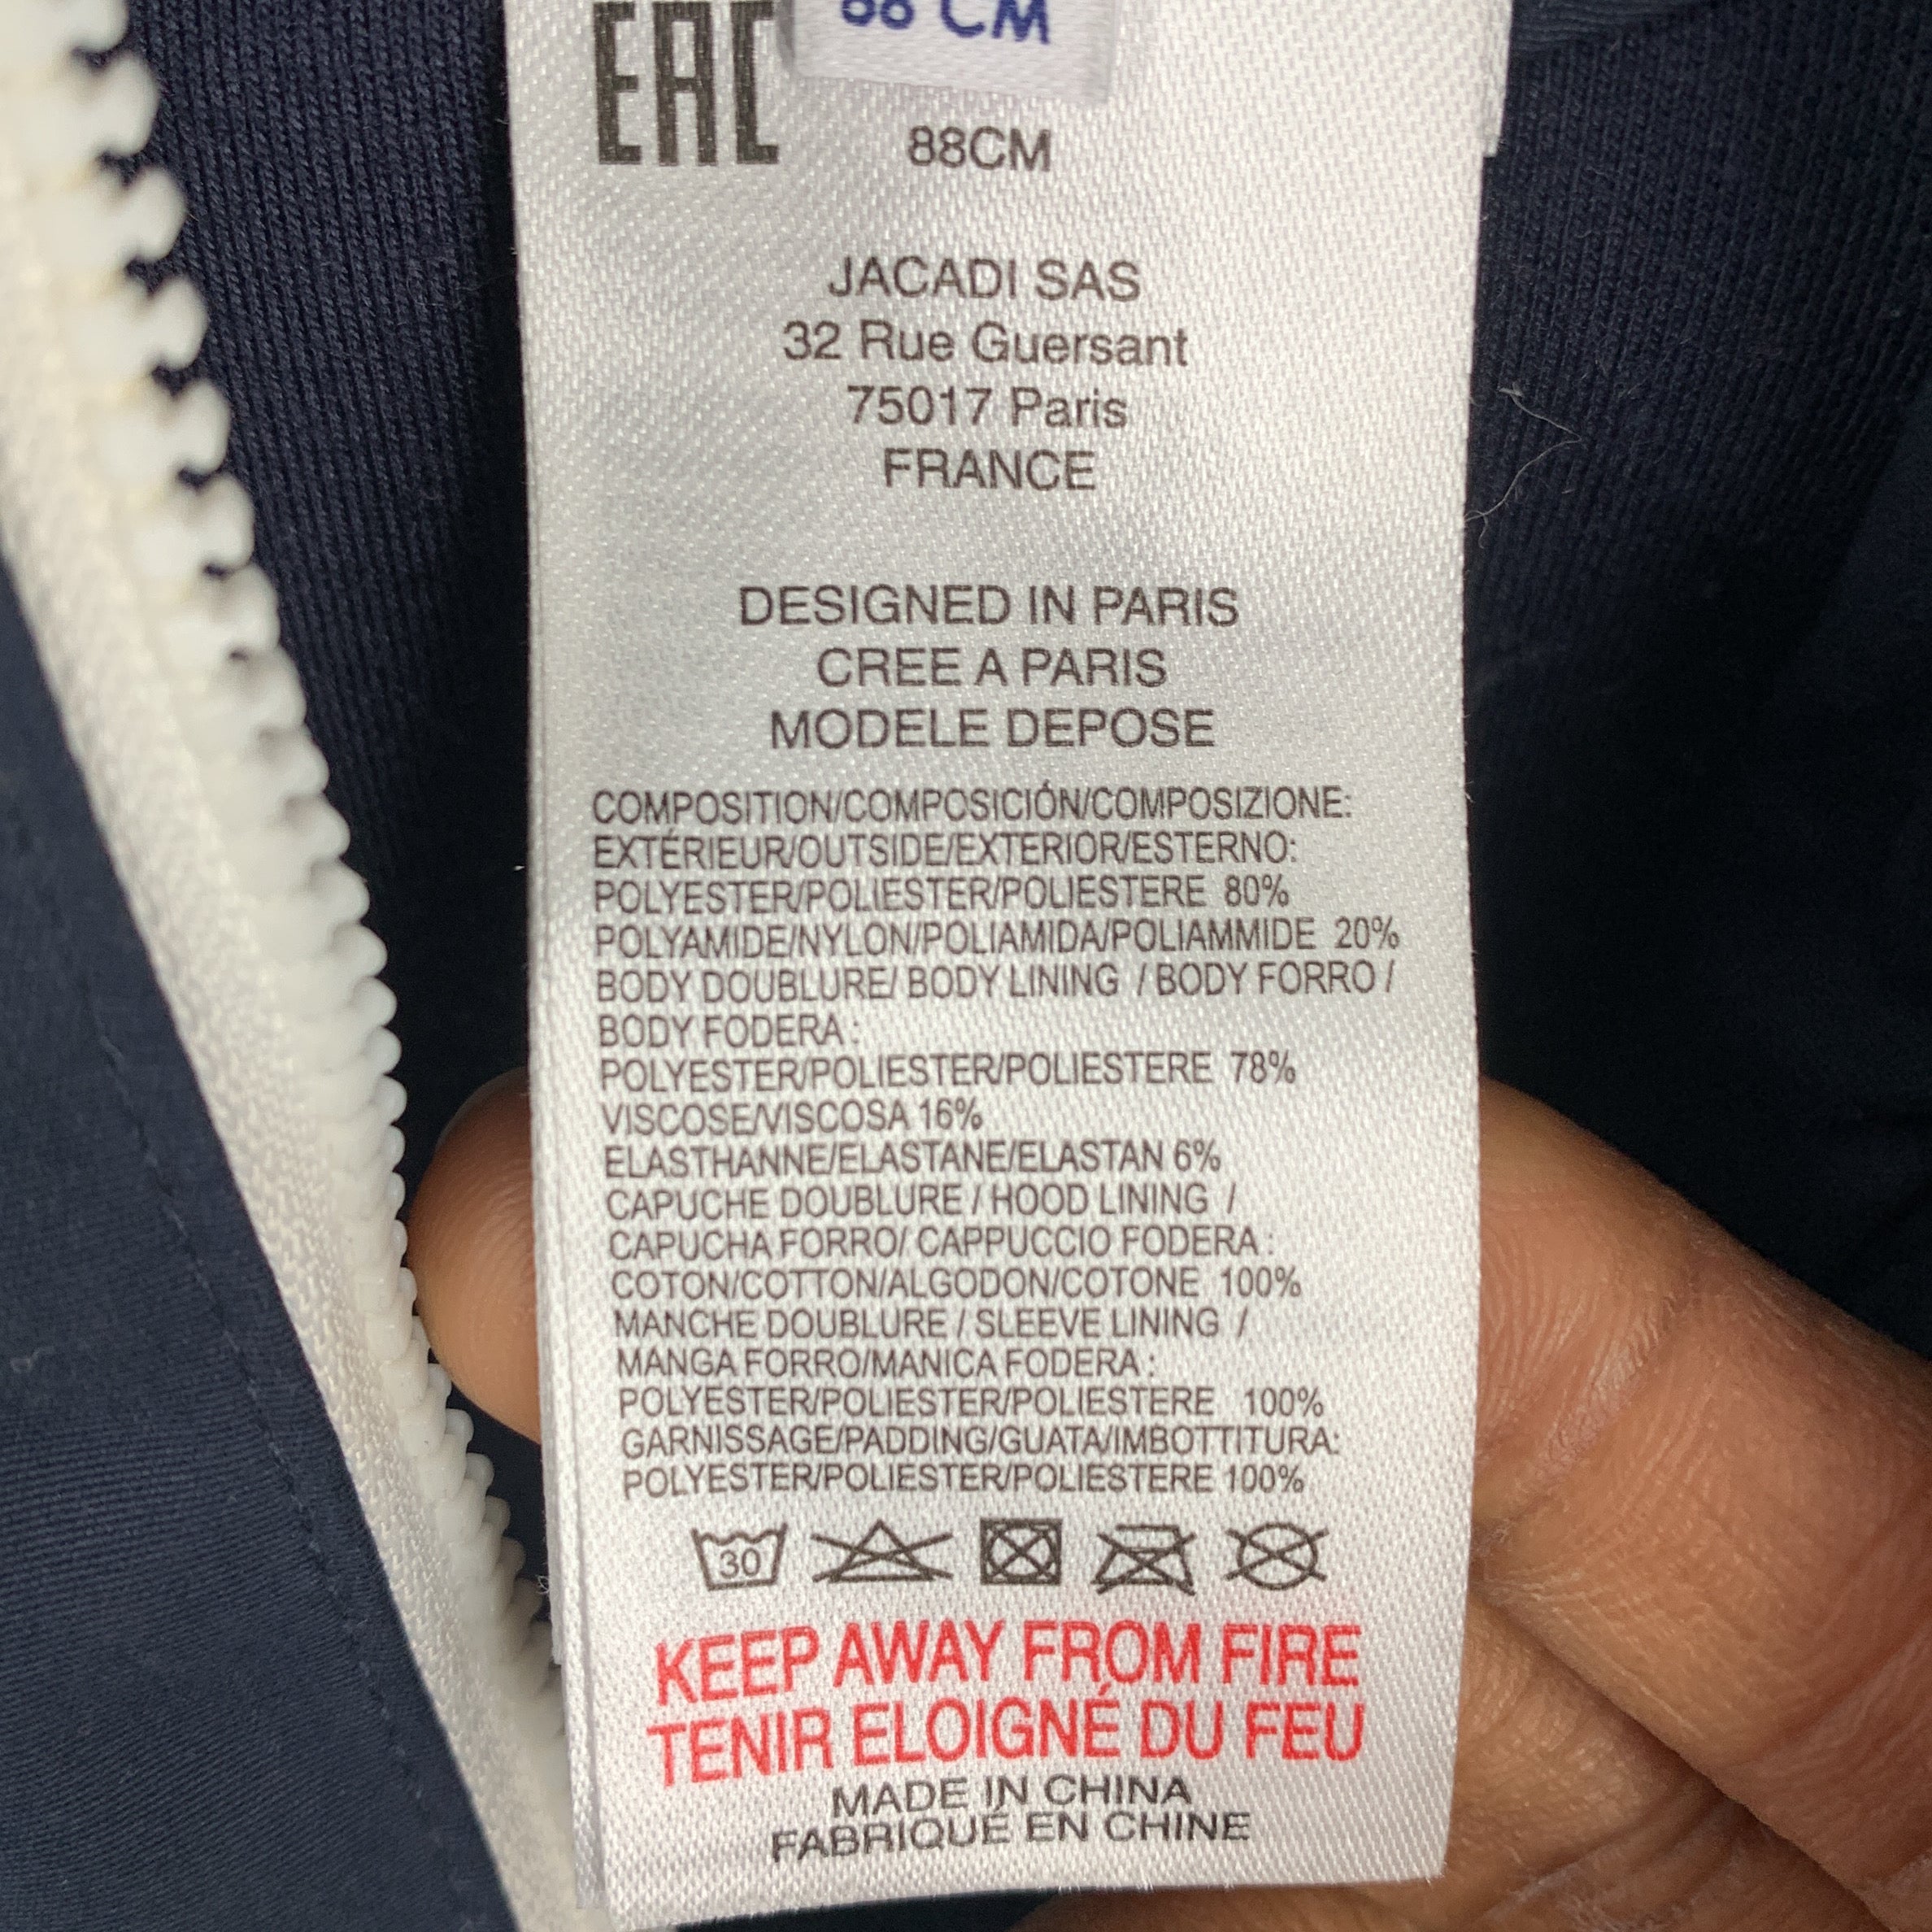 88 CM
EAC
88CM
JACADI SAS
32 Rue Guersant
75017 Paris
FRANCE
DESIGNED IN PARIS
CREE A PARIS
MODELE DEPOSE
COMPOSITION/COMPOSICIÓN/COMPOSIZIONE:
EXTÉRIEUR/OUTSIDE/EXTERIOR/ESTERNO:
POLYESTER/POLIESTER/POLIESTERE 80%
POLYAMIDE/NYLON/POLIAMIDA/POLIAMMIDE 20%
BODY DOUBLURE/ BODY LINING / BODY FORRO /
BODY FODERA :
POLYESTER/POLIESTER/POLIESTERE 78%
VISCOSE/VISCOSA 16%
ELASTHANNE/ELASTANE/ELASTAN 6%
CAPUCHE DOUBLURE / HOOD LINING /
CAPUCHA FORRO/ CAPPUCCIO FODERA :
COTON/COTTON/ALGODON/COTONE 100%
MANCHE DOUBLURE / SLEEVE LINING /
MANGA FORRO/MANICA FODERA :
POLYESTER/POLIESTER/POLIESTERE 100%
GARNISSAGE/PADDING/GUATA/IMBOTTITURA:
POLYESTER/POLIESTER/POLIESTERE 100%
30
KEEP AWAY FROM FIRE
TENIR ELOIGNÉ DU FEU
MADE IN CHINA
FABRIQUÉ EN CHINE